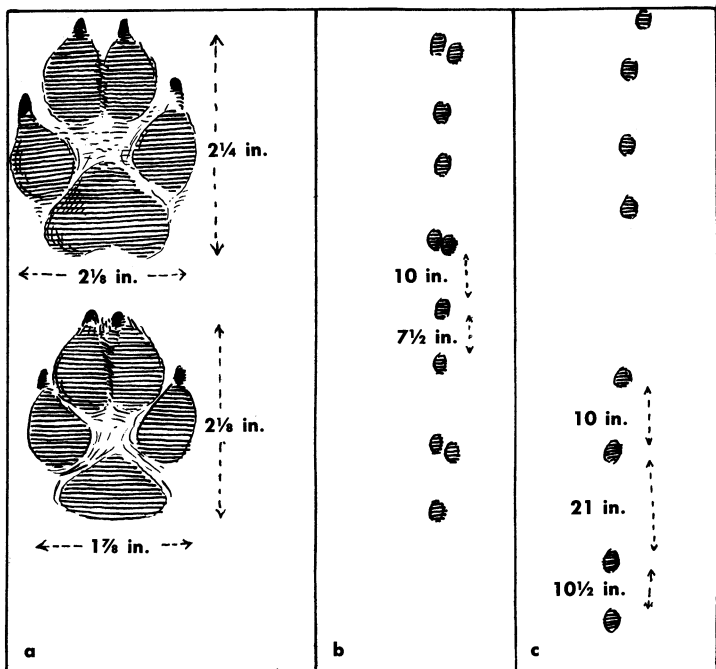 2¼ in.
2⅛ in.
2⅛ in.
1⅞ in.
a
10 in.
7½ in.
b
10 in.
21 in.
10½ in.
c